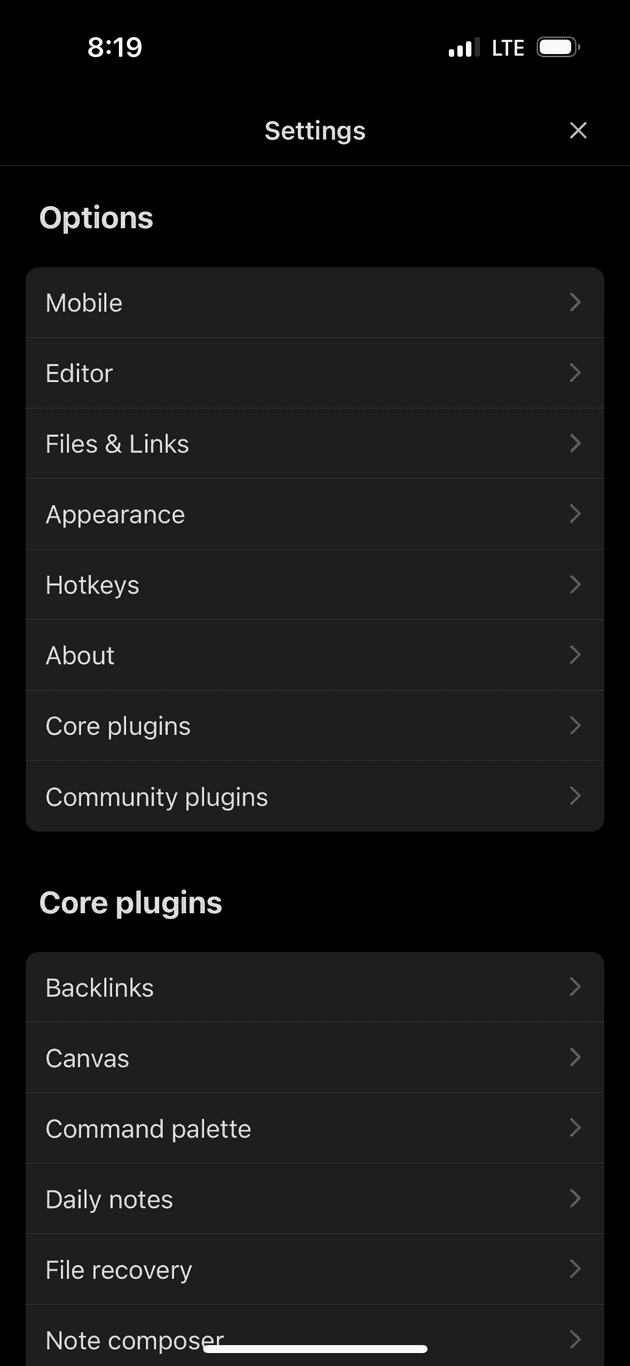 8:19 LTE
Settings
Options
Mobile
Editor
Files & Links
Appearance
Hotkeys
About
Core plugins
Community plugins
Core plugins
Backlinks
Canvas
Command palette
Daily notes
File recovery
Note composer